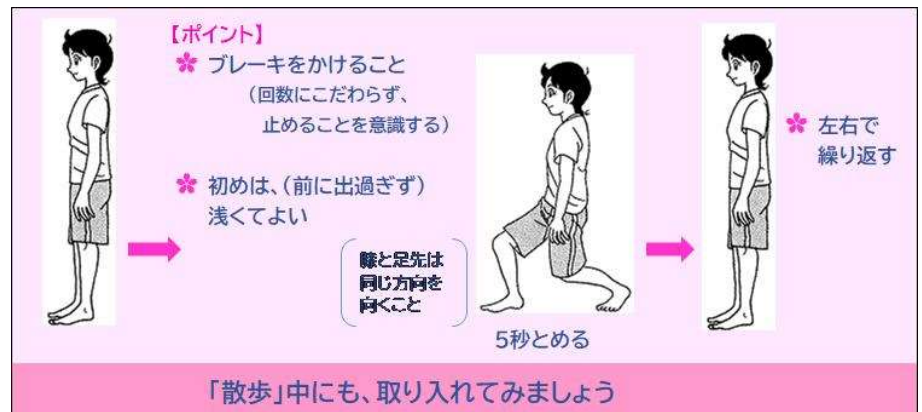 【ポイント】
✿ ブレーキをかけること
（回数にこだわらず、
止めることを意識する）
✿ 初めは、（前に出過ぎず）
浅くてよい
膝と足先は
同じ方向を
向くこと
5秒とめる
✿ 左右で
繰り返す
「散歩」中にも、取り入れてみましょう